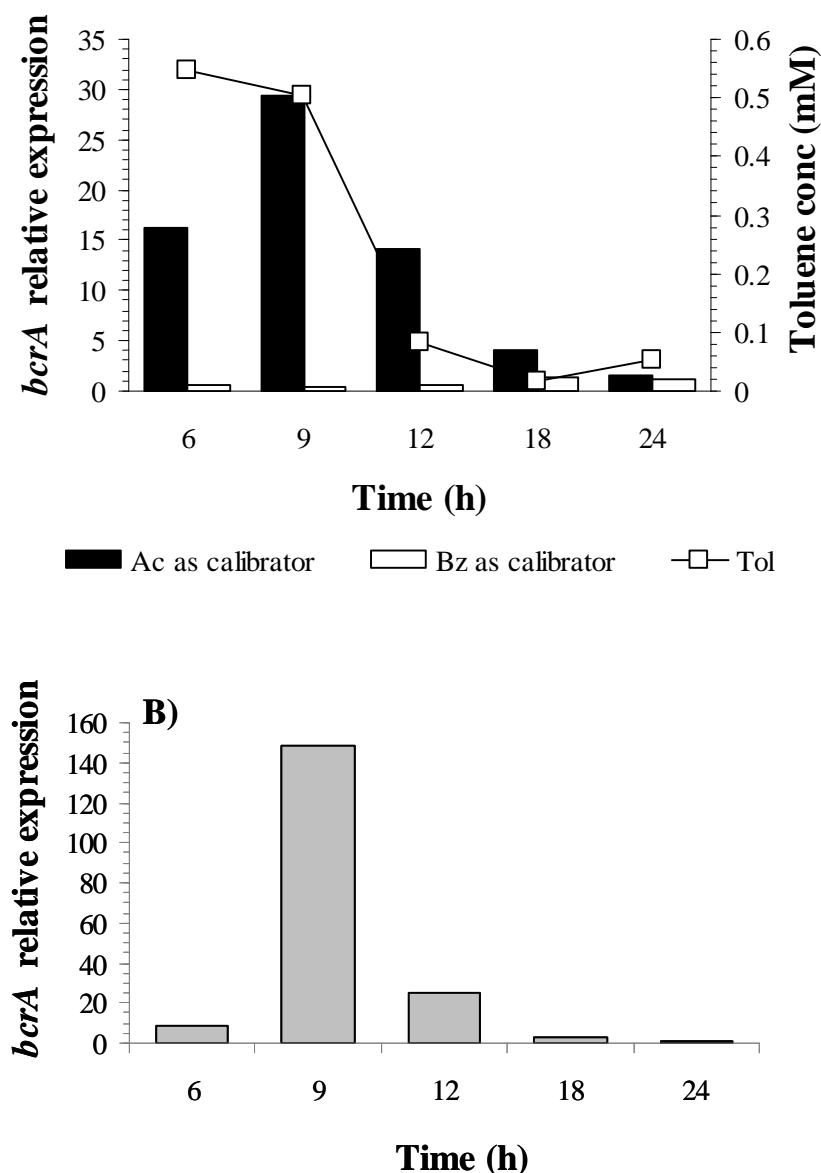 bcrA relative expression
35
30
25
20
15
10
5
0
0.6
0.5
0.4
0.3
0.2
0.1
0
Toluene conc (mM)
6 9 12 18 24
Time (h)
Ac as calibrator Bz as calibrator Tol
B)
bcrA relative expression
160
140
120
100
80
60
40
20
0
6 9 12 18 24
Time (h)